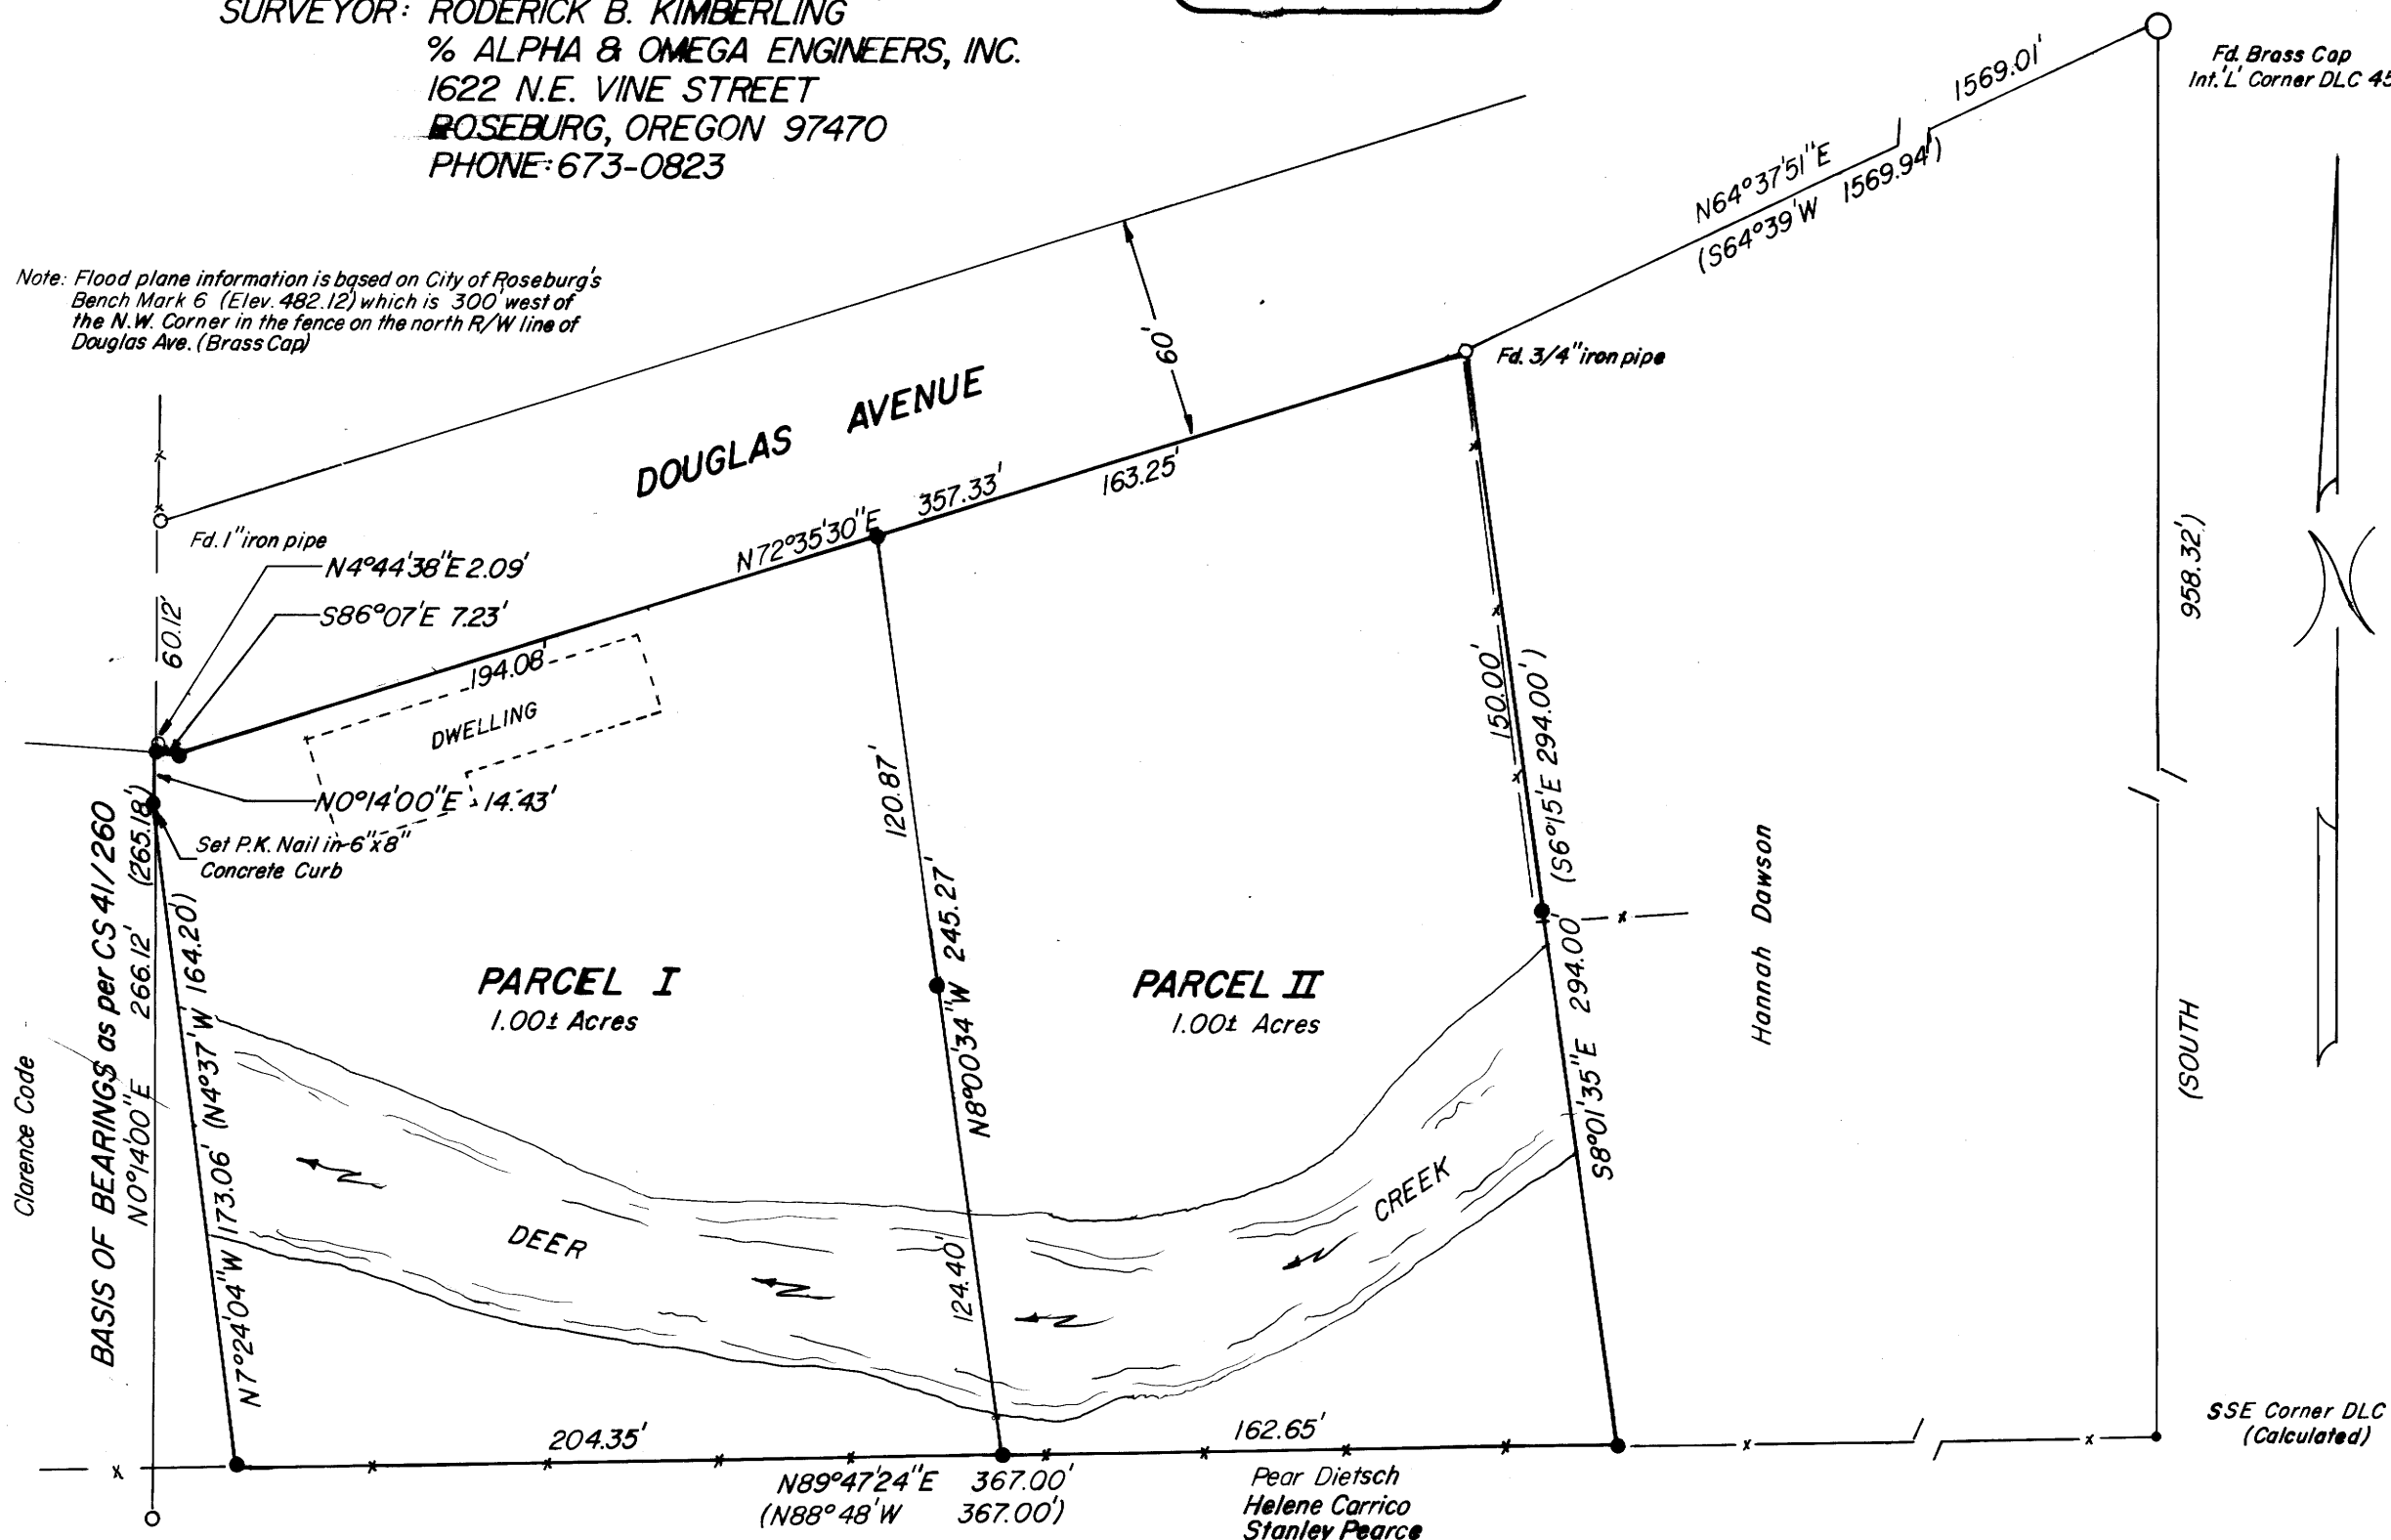 SURVEYOR: RODERICK B. KIMBERLING
% ALPHA & OMEGA ENGINEERS, INC.
1622 N.E. VINE STREET
ROSEBURG, OREGON 97470
PHONE: 673-0823
Fd. Brass Cap
Int. 'L' Corner DLC 45
1569.01'
N64°37'51"E
(S64°39'W 1569.94')
Note: Flood plane information is based on City of Roseburg's
Bench Mark 6 (Elev. 482.12) which is 300' west of
the N.W. Corner in the fence on the north R/W line of
Douglas Ave. (Brass Cap)
60'
Fd. 3/4" iron pipe
DOUGLAS AVENUE
163.25'
357.33'
N72°35'30"E
Fd. 1" iron pipe
N4°44'38"E 2.09'
S86°07'E 7.23'
60.12'
194.08'
DWELLING
N0°14'00"E 14.43'
Set P.K. Nail in 6"x8"
Concrete Curb
120.87'
150.00'
(S6°15'E 294.00')
958.32')
(SOUTH
Hannah Dawson
BASIS OF BEARINGS as per CS 41/260
N0°14'00"E 266.12' (265.18')
N7°24'04"W 173.06' (N4°37'W 164.20')
Clarence Code
PARCEL I
1.00± Acres
N8°00'34"W 245.27'
PARCEL II
1.00± Acres
S8°01'35"E 294.00
DEER
CREEK
124.40'
204.35'
162.65'
N89°47'24"E 367.00'
(N88°48'W 367.00')
Pear Dietsch
Helene Carrico
Stanley Pearce
SSE Corner DLC
(Calculated)